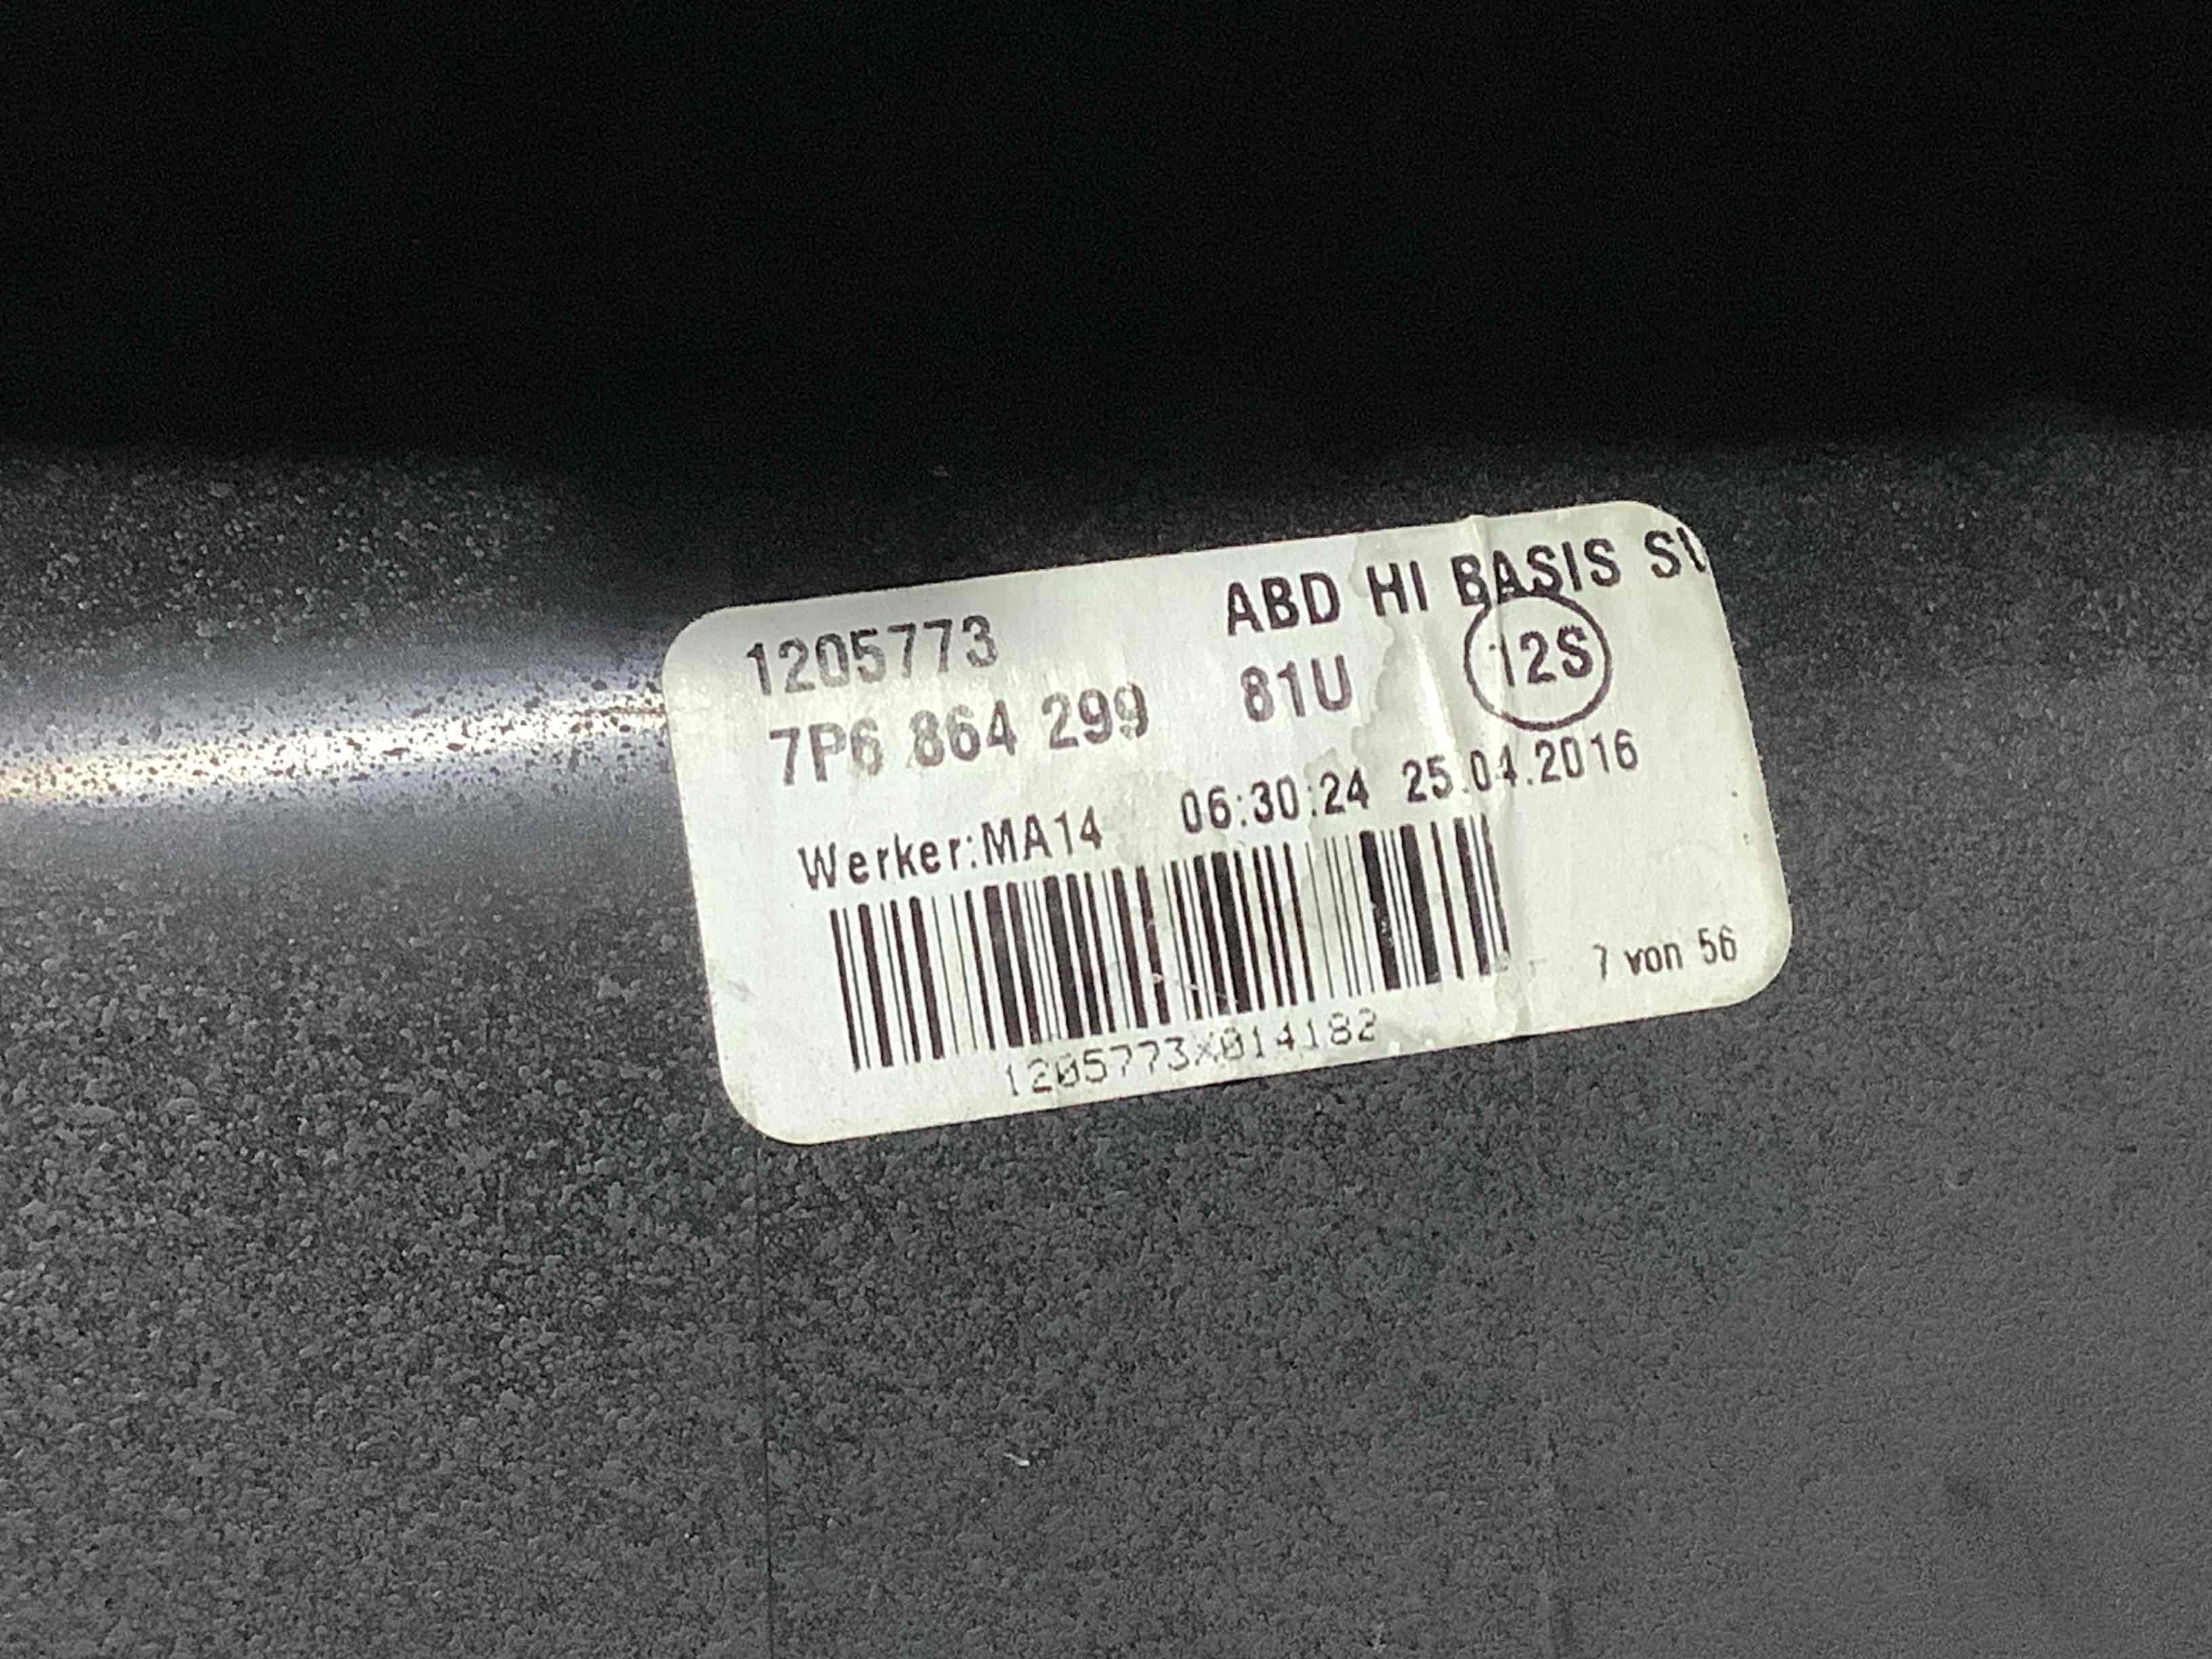 ABD HI BASIS SU
1205773
7P6 864 299 81U 12S
Werker:MA14 06:30:24 25.04.2016
7 von 56
1205773X014182